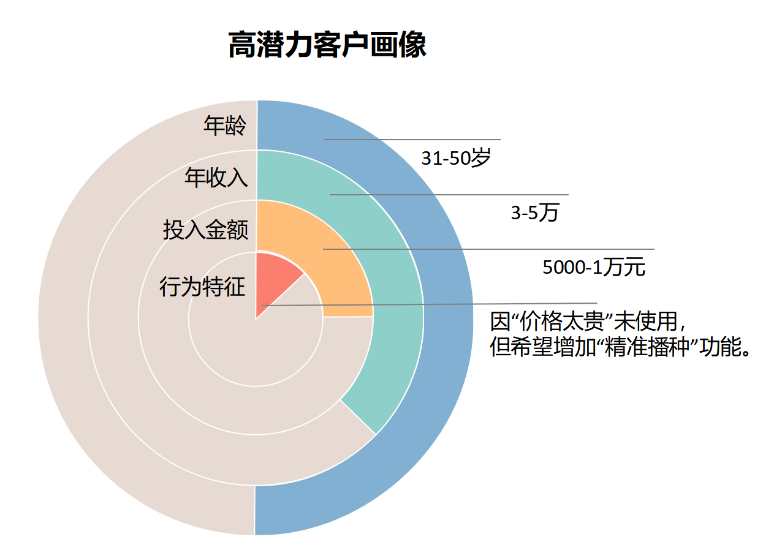 高潜力客户画像
年龄
31-50岁
年收入
3-5万
投入金额
5000-1万元
行为特征
因“价格太贵”未使用，
但希望增加“精准播种”功能。